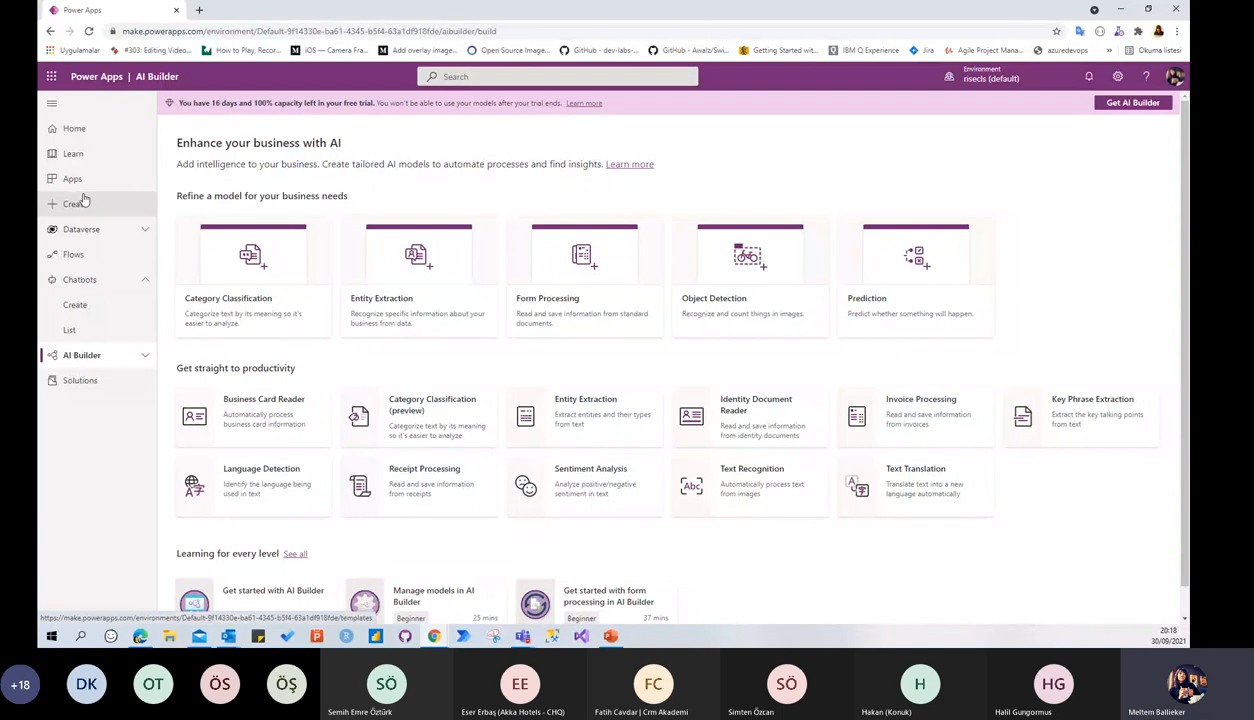 Power Apps
make.powerapps.com/environment/Default-9f14330e-ba61-4345-b5f4-63a1df918fde/aibuilder/build
Uygulamalar
#303: Editing Video...
How to Play, Recor...
iOS — Camera Fra...
Add overlay image...
Open Source Image...
GitHub - dev-labs-...
GitHub - Awalz/Swi...
Getting Started wit...
IBM Q Experience
Jira
Agile Project Mana...
azuredevops
Okuma listesi
Power Apps | AI Builder
Search
Environment
risecls (default)
You have 16 days and 100% capacity left in your free trial. You won't be able to use your models after your trial ends. Learn more
Get AI Builder
Home
Learn
Apps
Dataverse
Flows
Chatbots
Create
List
AI Builder
Solutions
Enhance your business with AI
Add intelligence to your business. Create tailored AI models to automate processes and find insights. Learn more
Refine a model for your business needs
Category Classification
Categorize text by its meaning so it's
easier to analyze.
Entity Extraction
Recognize specific information about your
business from data.
Form Processing
Read and save information from standard
documents.
Object Detection
Recognize and count things in images.
Prediction
Predict whether something will happen.
Get straight to productivity
Business Card Reader
Automatically process
business card information
Category Classification
(preview)
Categorize text by its meaning
so it's easier to analyze
Entity Extraction
Extract entities and their types
from text
Identity Document
Reader
Read and save information
from identity documents
Invoice Processing
Read and save information
from invoices
Key Phrase Extraction
Extract the key talking points
from text
Language Detection
Identify the language being
used in text
Receipt Processing
Read and save information
from receipts
Sentiment Analysis
Analyze positive/negative
sentiment in text
Abc
Text Recognition
Automatically process text
from images
Text Translation
Translate text into a new
language automatically
Learning for every level See all
Get started with AI Builder
Manage models in AI
Builder
Beginner 25 mins
Get started with form
processing in AI Builder
Beginner 37 mins
https://make.powerapps.com/environments/Default-9f14330e-ba61-4345-b5f4-63a1df918fde/templates
20:18
30/09/2021
+18
DK
OT
ÖS
ÖŞ
SÖ
Semih Emre Öztürk
EE
Eser Erbaş (Akka Hotels - CHQ)
FC
Fatih Cavdar | Crm Akademi
SÖ
Simten Özcan
H
Hakan (Konuk)
HG
Halil Gungormus
Meltem Ballieker